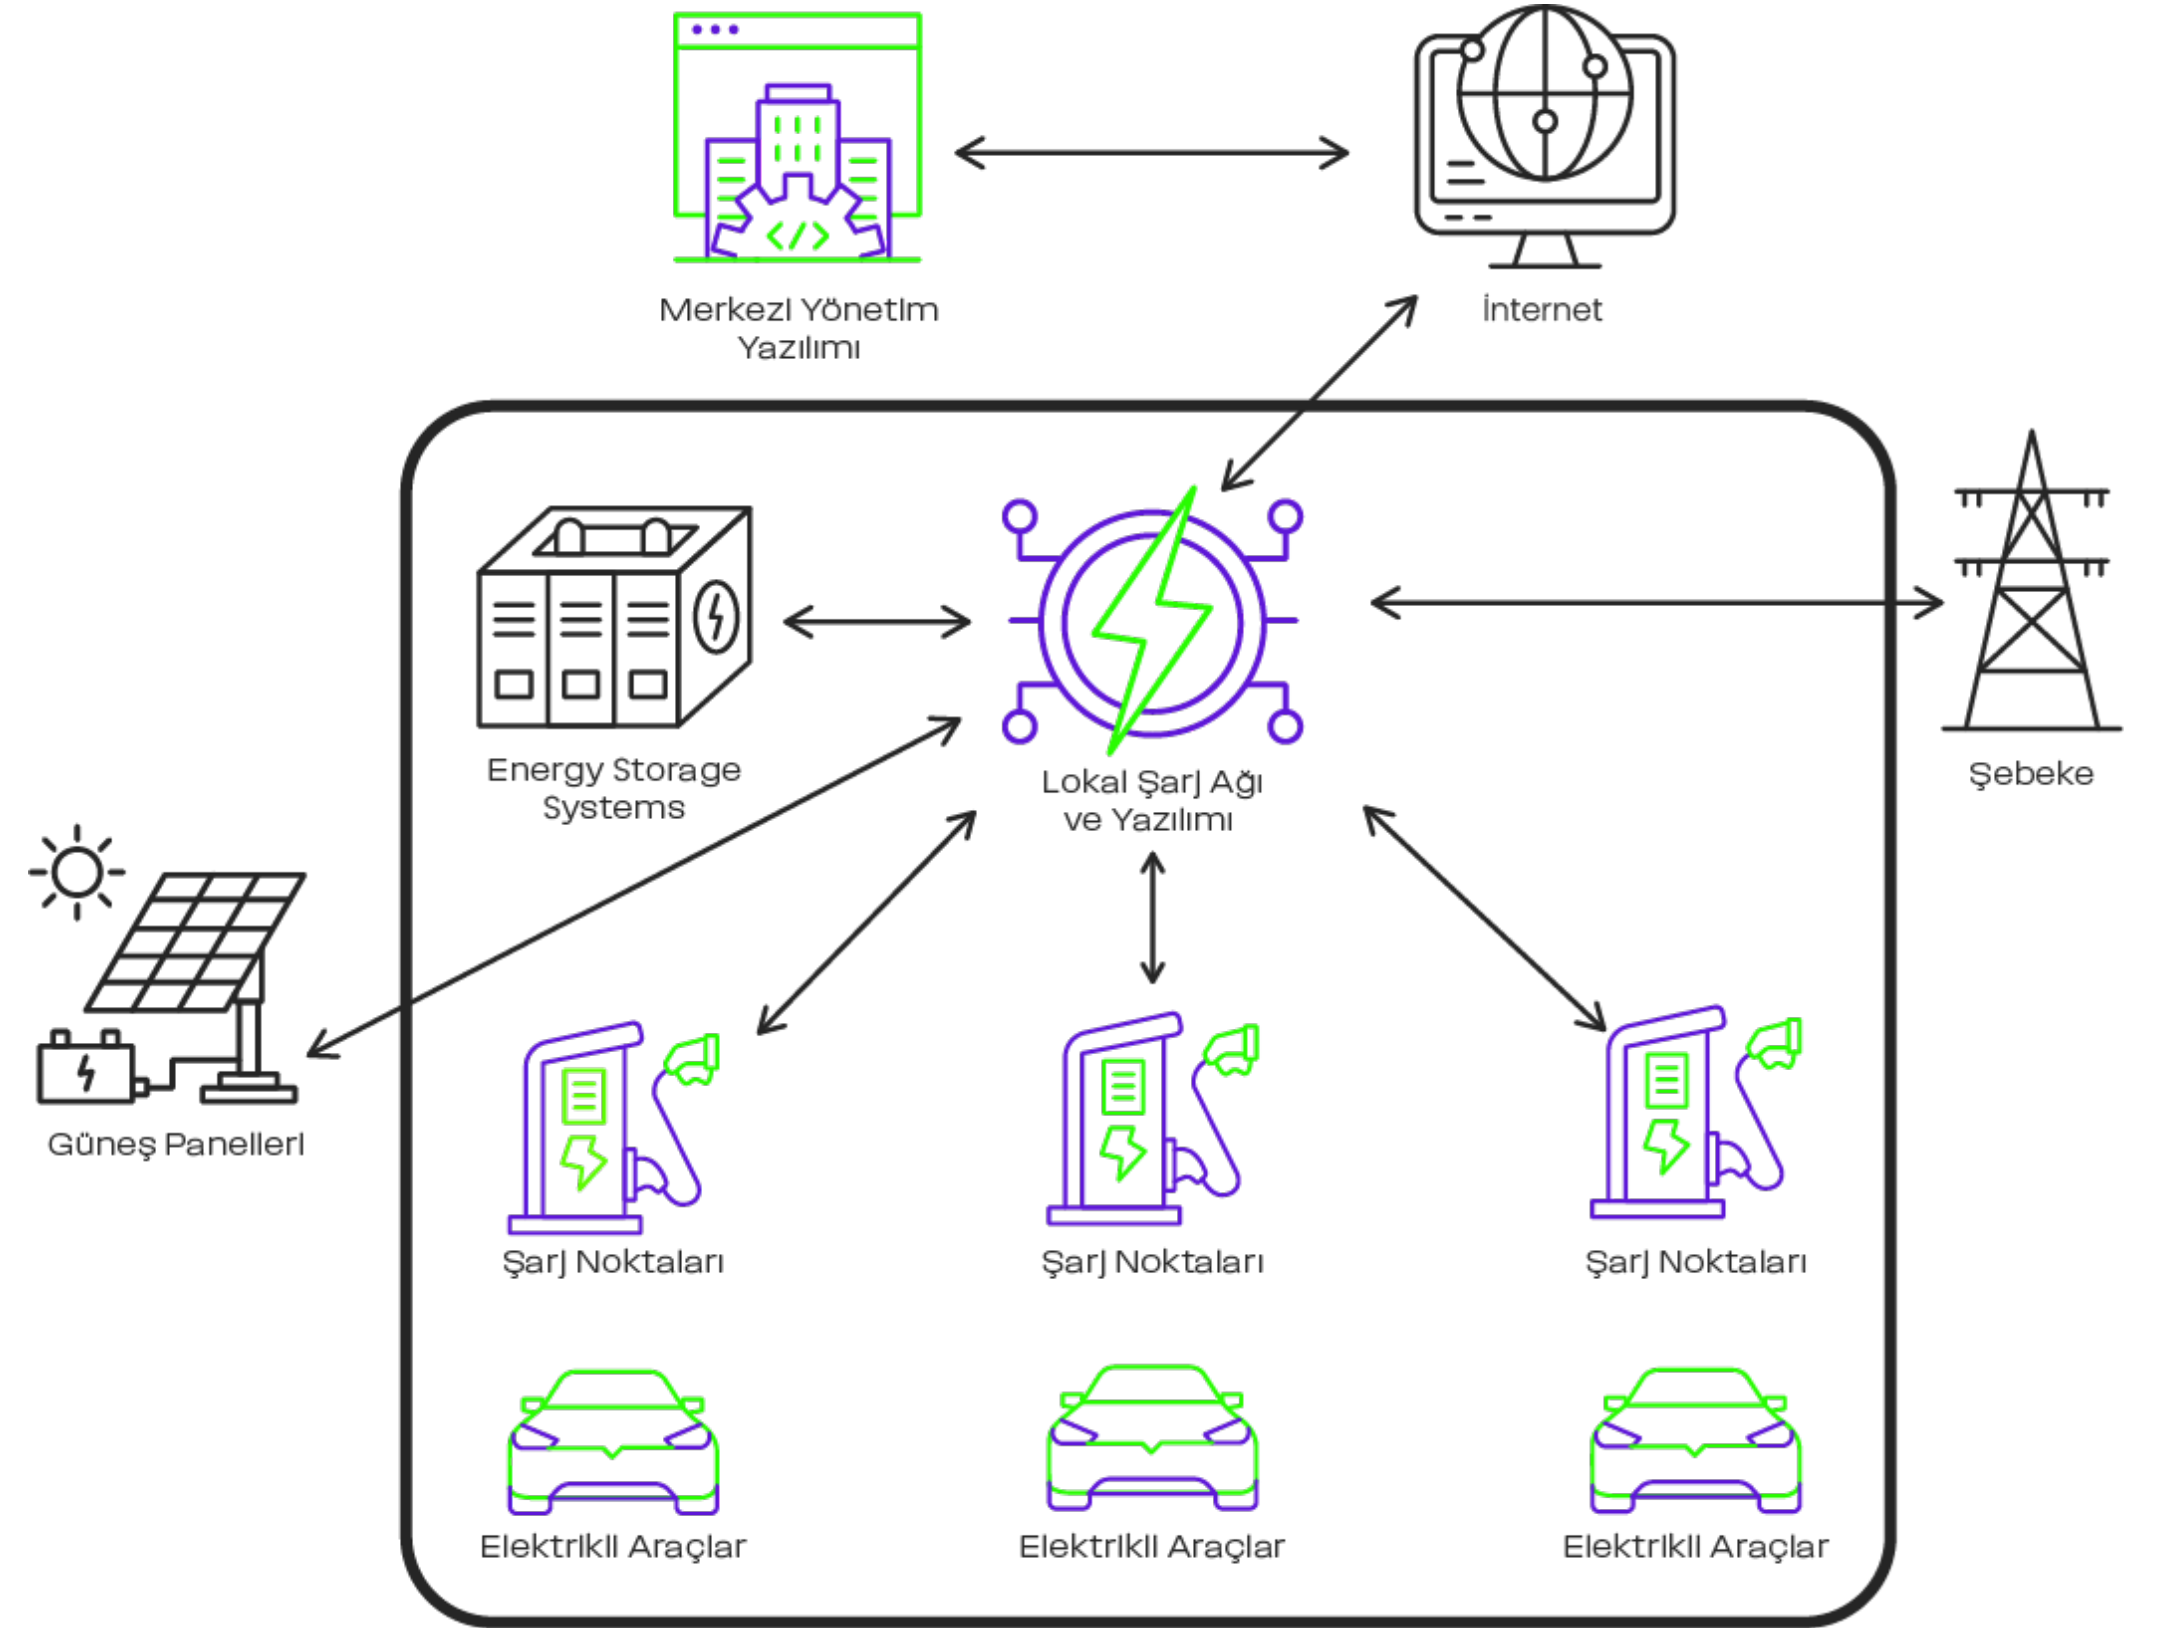 Merkezi Yönetim
Yazılımı
İnternet
Energy Storage
Systems
Lokal Şarj Ağı
ve Yazılımı
Şebeke
Güneş Panelleri
Şarj Noktaları
Şarj Noktaları
Şarj Noktaları
Elektrikli Araçlar
Elektrikli Araçlar
Elektrikli Araçlar